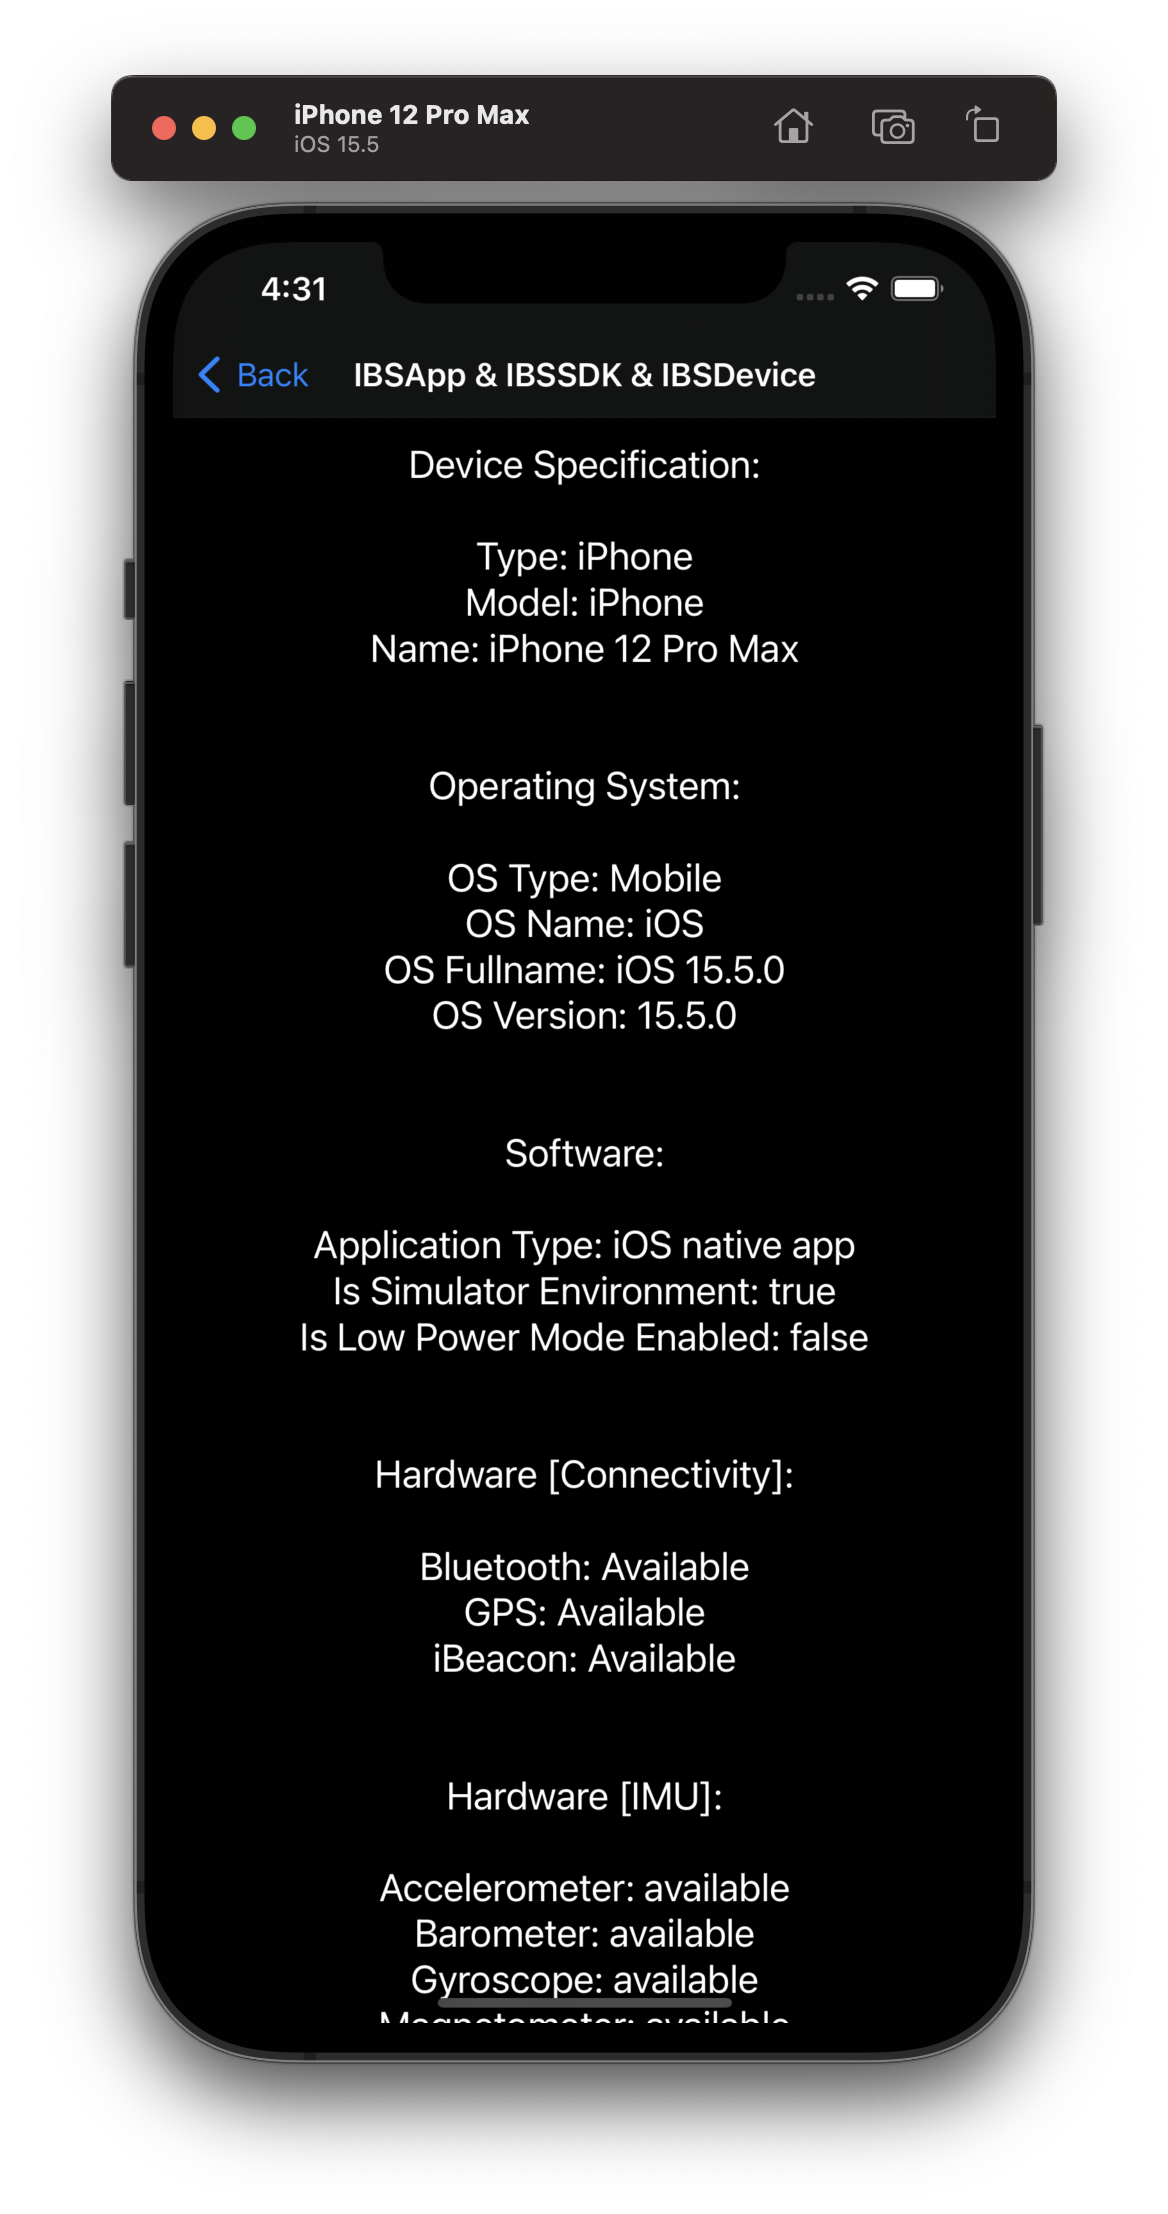 iPhone 12 Pro Max
iOS 15.5
4:31
Back
IBSApp & IBSSDK & IBSDevice
Device Specification:
Type: iPhone
Model: iPhone
Name: iPhone 12 Pro Max
Operating System:
OS Type: Mobile
OS Name: iOS
OS Fullname: iOS 15.5.0
OS Version: 15.5.0
Software:
Application Type: iOS native app
Is Simulator Environment: true
Is Low Power Mode Enabled: false
Hardware [Connectivity]:
Bluetooth: Available
GPS: Available
iBeacon: Available
Hardware [IMU]:
Accelerometer: available
Barometer: available
Gyroscope: available
Magnetometer: available